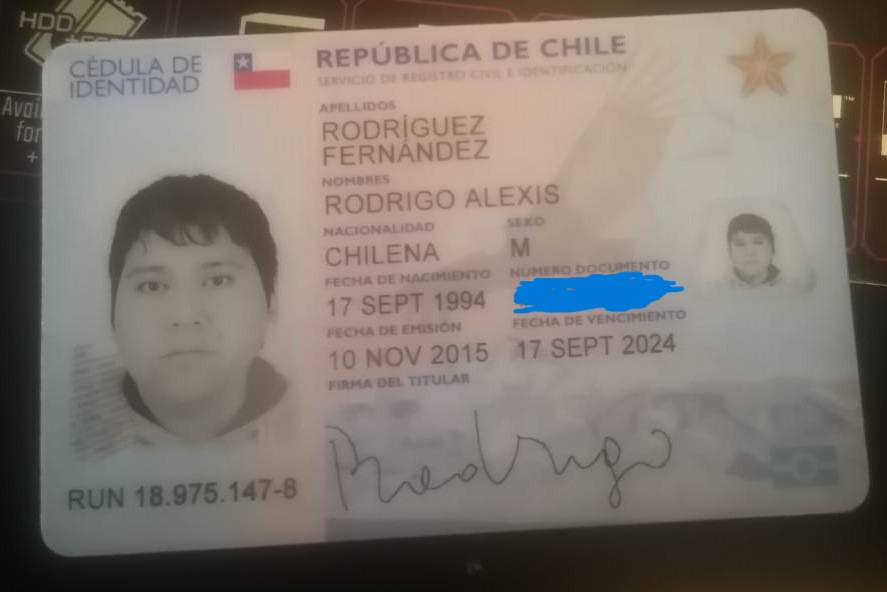 HDD
CÉDULA DE
IDENTIDAD
REPÚBLICA DE CHILE
SERVICIO DE REGISTRO CIVIL E IDENTIFICACIÓN
APELLIDOS
RODRÍGUEZ
FERNÁNDEZ
NOMBRES
RODRIGO ALEXIS
NACIONALIDAD SEXO
CHILENA M
FECHA DE NACIMIENTO NÚMERO DOCUMENTO
17 SEPT 1994
FECHA DE EMISIÓN FECHA DE VENCIMIENTO
10 NOV 2015 17 SEPT 2024
FIRMA DEL TITULAR
Rodrigo
RUN 18.975.147-8
for
+
™